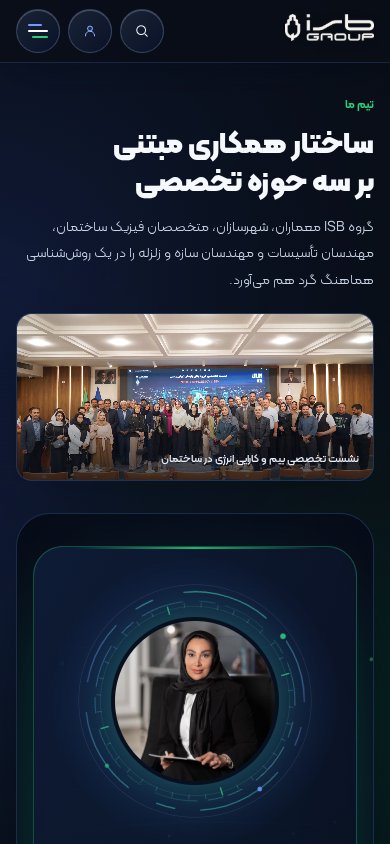 isb
GROUP
تیم ما
ساختار همکاری مبتنی
بر سه حوزه تخصصی
گروه ISB معماران، شهرسازان، متخصصان فیزیک ساختمان،
مهندسان تأسیسات و مهندسان سازه و زلزله را در یک روش‌شناسی
هماهنگ گرد هم می‌آورد.
نشست تخصصی بیم و کارایی انرژی در ساختمان